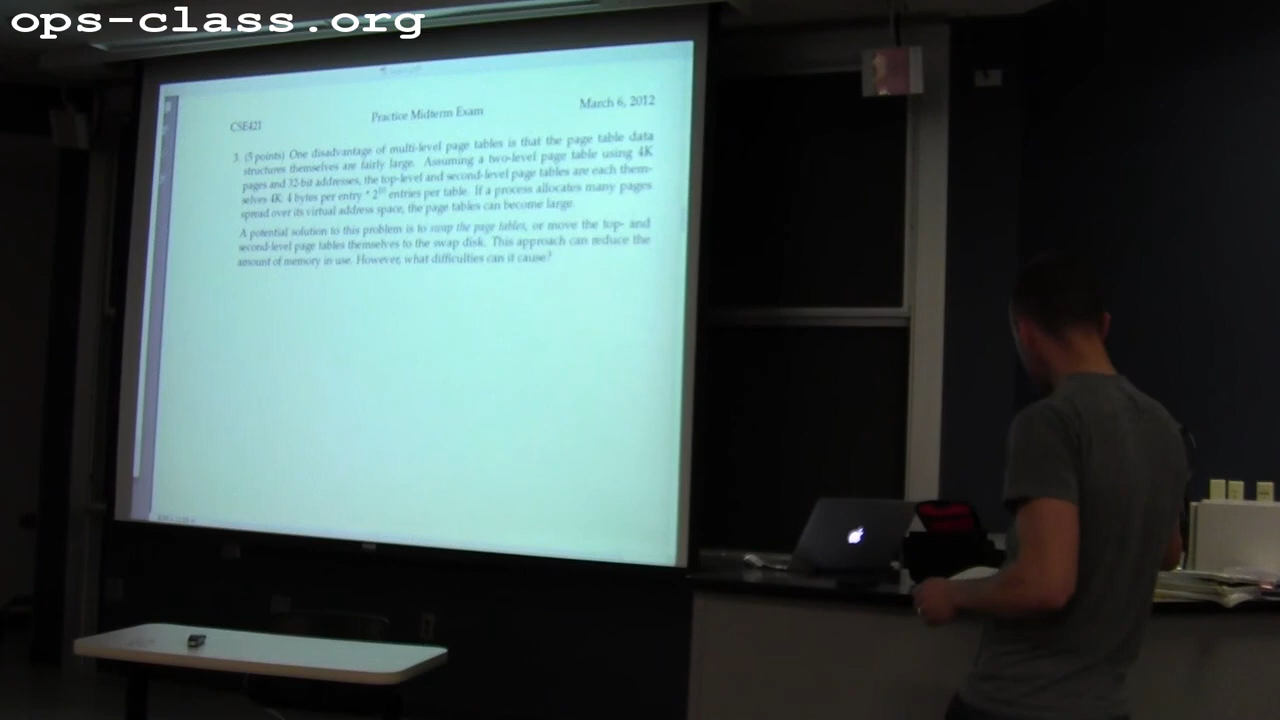 ops-class.org
CSE421 Practice Midterm Exam March 6, 2012
3. (5 points) One disadvantage of multi-level page tables is that the page table data
structures themselves are fairly large. Assuming a two-level page table using 4K
pages and 32-bit addresses, the top-level and second-level page tables are each them-
selves 4K: 4 bytes per entry * 2¹⁰ entries per table. If a process allocates many pages
spread over its virtual address space, the page tables can become large.
A potential solution to this problem is to swap the page tables, or move the top- and
second-level page tables themselves to the swap disk. This approach can reduce the
amount of memory in use. However, what difficulties can it cause?